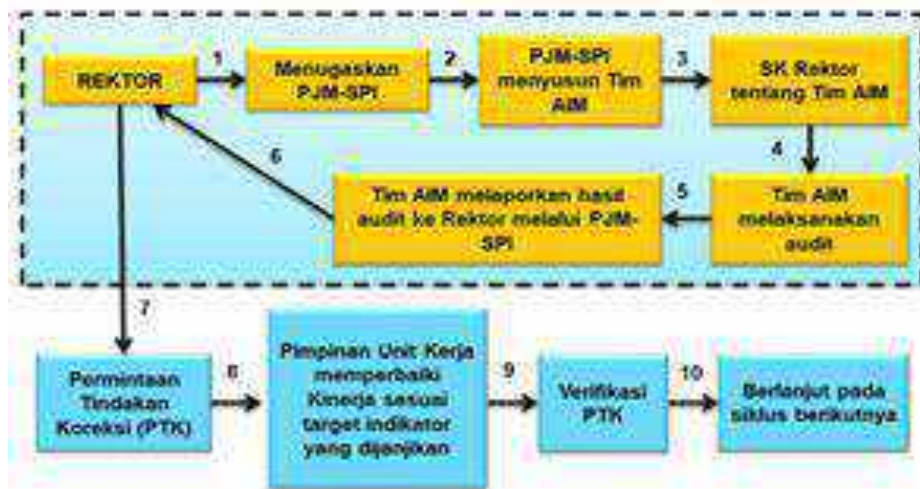 REKTOR
1
Menugaskan
PJM-SPI
2
PJM-SPI
menyusun Tim
AIM
3
SK Rektor
tentang Tim AIM
4
Tim AIM
melaksanakan
audit
5
Tim AIM melaporkan hasil
audit ke Rektor melalui PJM-
SPI
6
7
Permintaan
Tindakan
Koreksi (PTK)
8
Pimpinan Unit Kerja
memperbaiki
Kinerja sesuai
target indikator
yang dijanjikan
9
Verifikasi
PTK
10
Berlanjut pada
siklus berikutnya